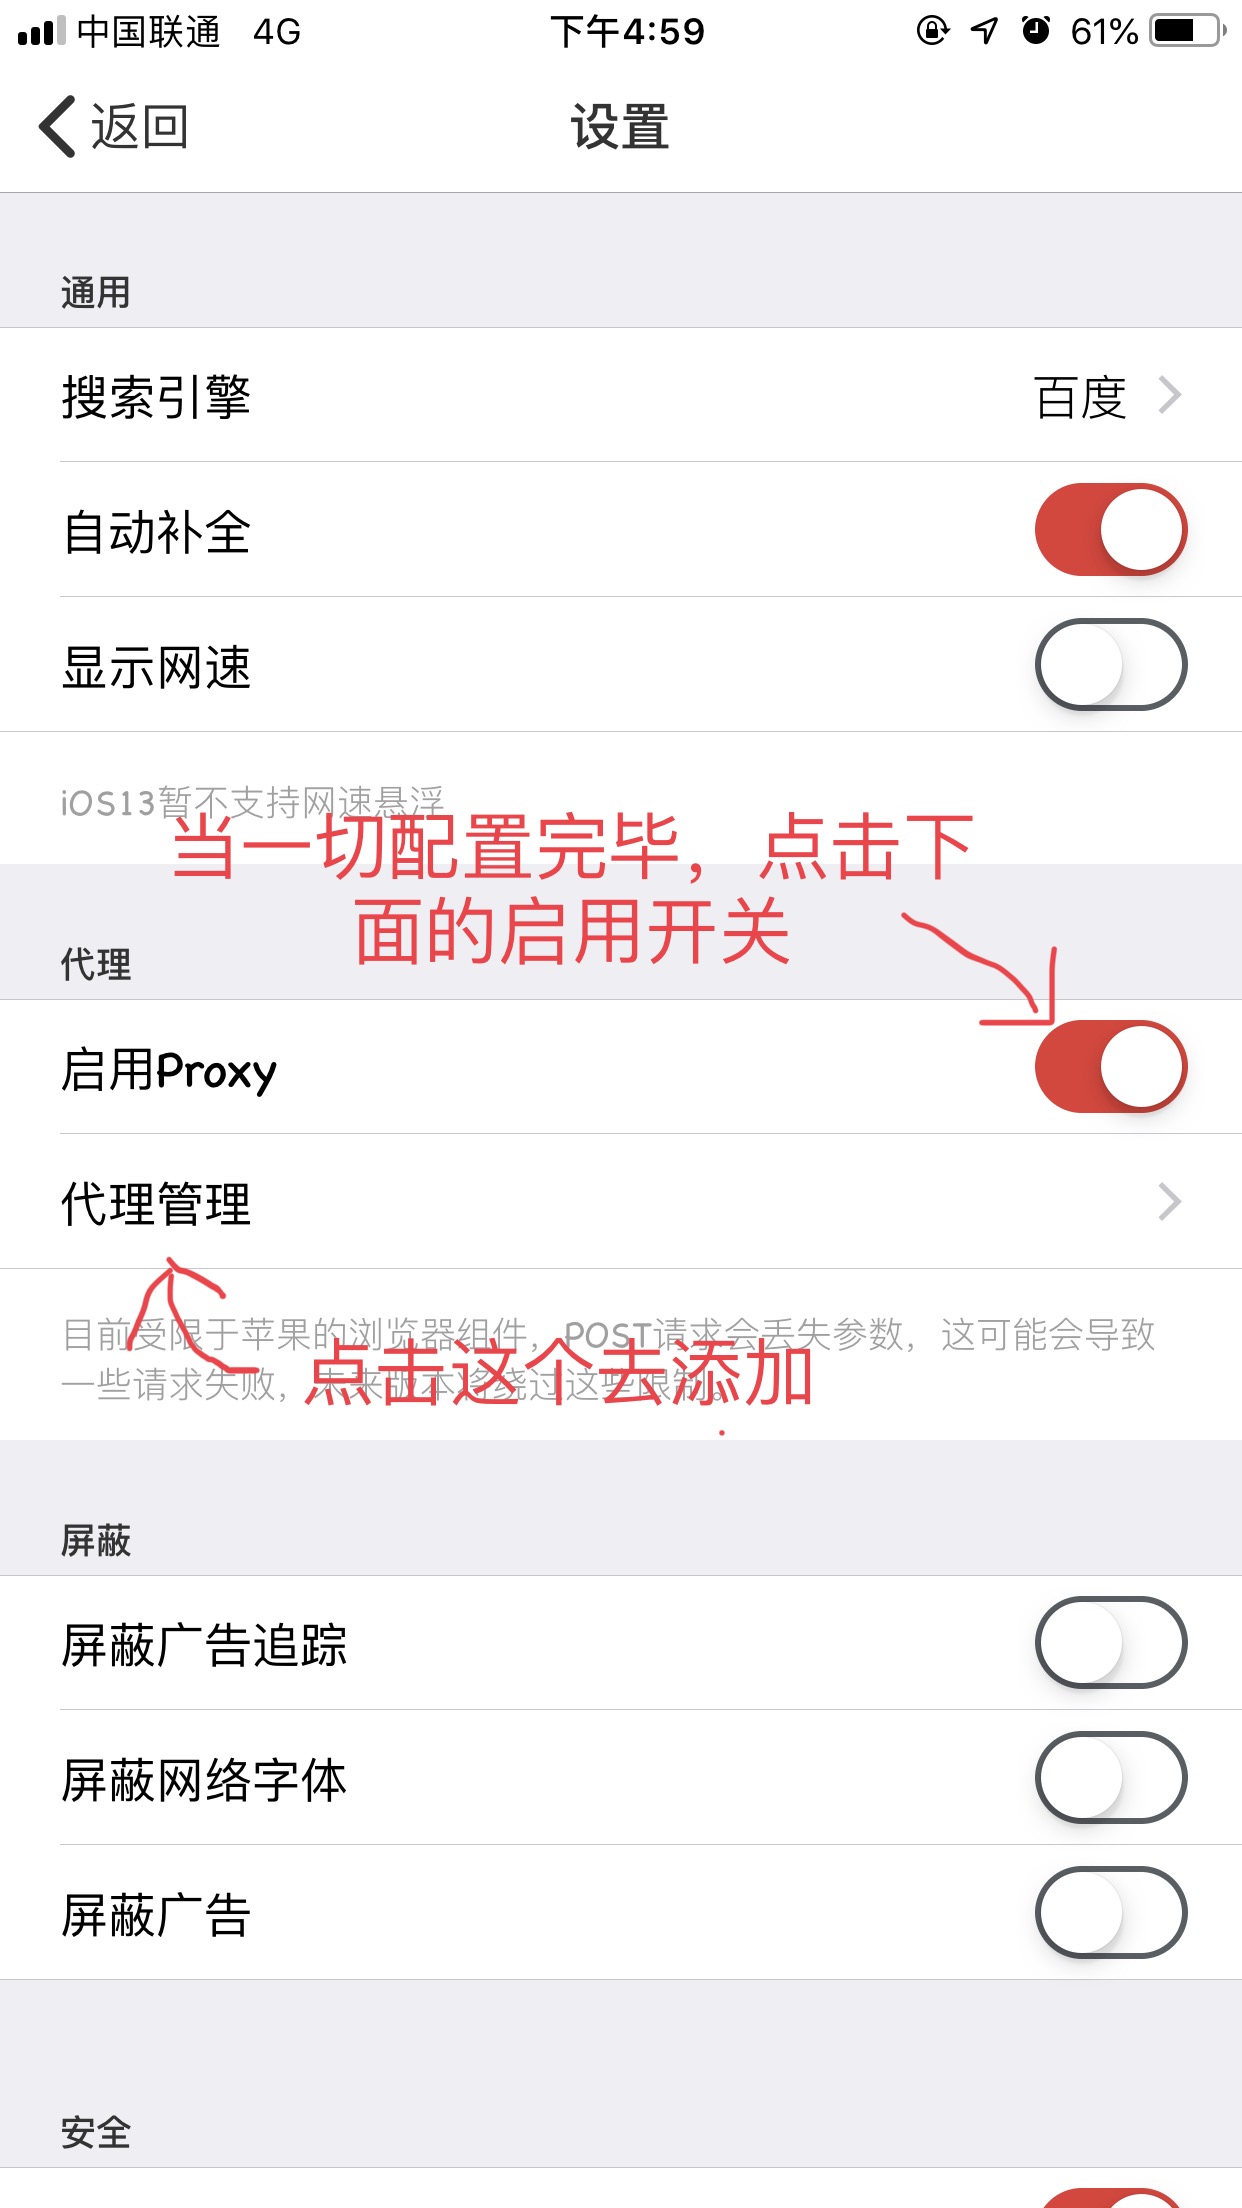 中国联通 4G 下午4:59 61%
返回 设置
通用
搜索引擎 百度
自动补全
显示网速
iOS13暂不支持网速悬浮
当一切配置完毕，点击下
面的启用开关
代理
启用Proxy
代理管理
目前受限于苹果的浏览器组件，POST请求会丢失参数，这可能会导致
一些请求失败，未来版本将绕过这些限制。
点击这个去添加
屏蔽
屏蔽广告追踪
屏蔽网络字体
屏蔽广告
安全